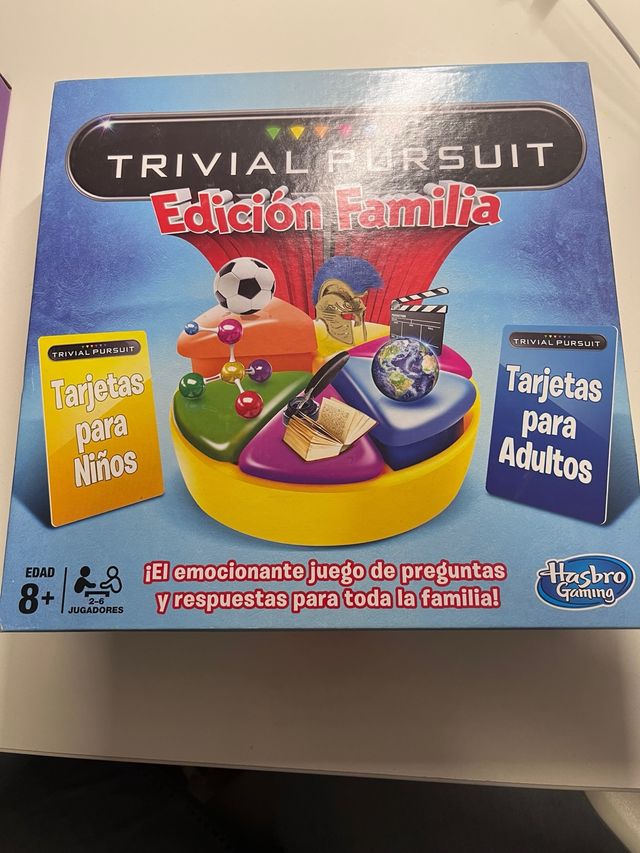 TRIVIAL PURSUIT
Edición Familia
TRIVIAL PURSUIT
Tarjetas
para
Niños
TRIVIAL PURSUIT
Tarjetas
para
Adultos
EDAD
8+
2-6
JUGADORES
¡El emocionante juego de preguntas
y respuestas para toda la familia!
Hasbro
Gaming